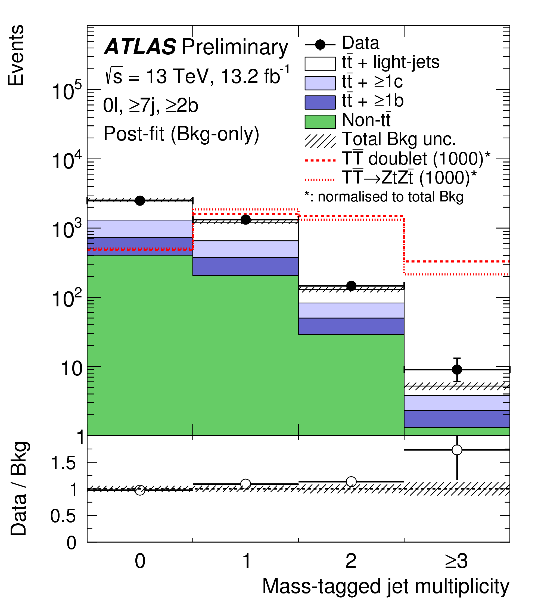 Events
ATLAS Preliminary
√s = 13 TeV, 13.2 fb⁻¹
0l, ≥7j, ≥2b
Post-fit (Bkg-only)
Data
tt̄ + light-jets
tt̄ + ≥1c
tt̄ + ≥1b
Non-tt̄
Total Bkg unc.
TT̄ doublet (1000)*
TT̄→ZtZt̄ (1000)*
*: normalised to total Bkg
10⁵
10⁴
10³
10²
10
1
Data / Bkg
1.5
1
0.5
0
0 1 2 ≥3
Mass-tagged jet multiplicity